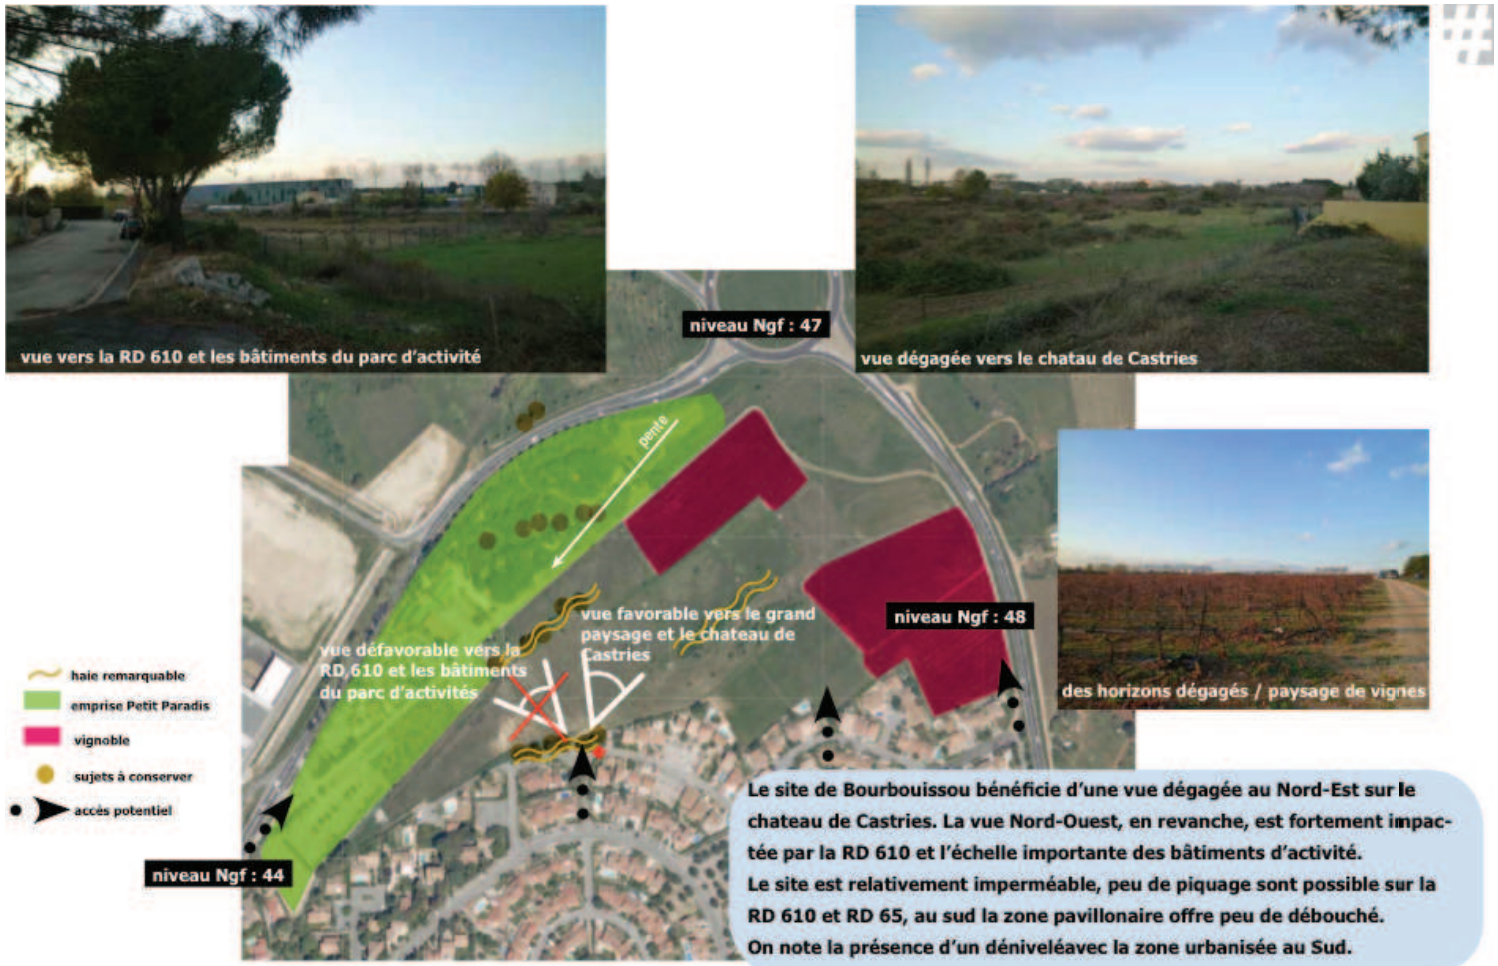 vue vers la RD 610 et les bâtiments du parc d'activité
vue dégagée vers le chatau de Castries
niveau Ngf : 47
pente
vue favorable vers le grand
paysage et le chateau de
Castries
vue défavorable vers la
RD 610 et les bâtiments
du parc d'activités
niveau Ngf : 48
des horizons dégagés / paysage de vignes
haie remarquable
emprise Petit Paradis
vignoble
sujets à conserver
accès potentiel
niveau Ngf : 44
Le site de Bourbouissou bénéficie d'une vue dégagée au Nord-Est sur le
chateau de Castries. La vue Nord-Ouest, en revanche, est fortement impac-
tée par la RD 610 et l'échelle importante des bâtiments d'activité.
Le site est relativement imperméable, peu de piquage sont possible sur la
RD 610 et RD 65, au sud la zone pavillonaire offre peu de débouché.
On note la présence d'un déniveléavec la zone urbanisée au Sud.